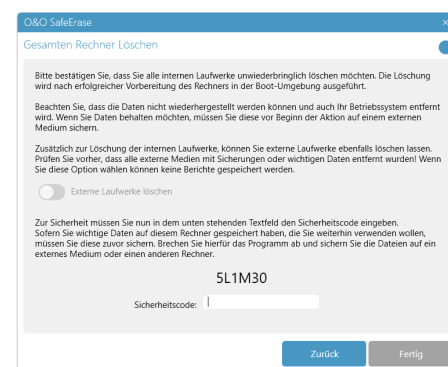 O&O SafeErase
Gesamten Rechner Löschen
Bitte bestätigen Sie, dass Sie alle internen Laufwerke unwiederbringlich löschen möchten. Die Löschung
wird nach erfolgreicher Vorbereitung des Rechners in der Boot-Umgebung ausgeführt.
Beachten Sie, dass die Daten nicht wiederhergestellt werden können und auch Ihr Betriebssystem entfernt
wird. Wenn Sie Daten behalten möchten, müssen Sie diese vor Beginn der Aktion auf einem externen
Medium sichern.
Zusätzlich zur Löschung der internen Laufwerke, können Sie externe Laufwerke ebenfalls löschen lassen.
Prüfen Sie vorher, dass alle externe Medien mit Sicherungen oder wichtigen Daten entfernt wurden! Wenn
Sie diese Option wählen können keine Berichte gespeichert werden.
Externe Laufwerke löschen
Zur Sicherheit müssen Sie nun in dem unten stehenden Textfeld den Sicherheitscode eingeben.
Sofern Sie wichtige Daten auf diesem Rechner gespeichert haben, die Sie weiterhin verwenden wollen,
müssen Sie diese zuvor sichern. Brechen Sie hierfür das Programm ab und sichern Sie die Dateien auf ein
externes Medium oder einen anderen Rechner.
5L1M30
Sicherheitscode:
Zurück
Fertig